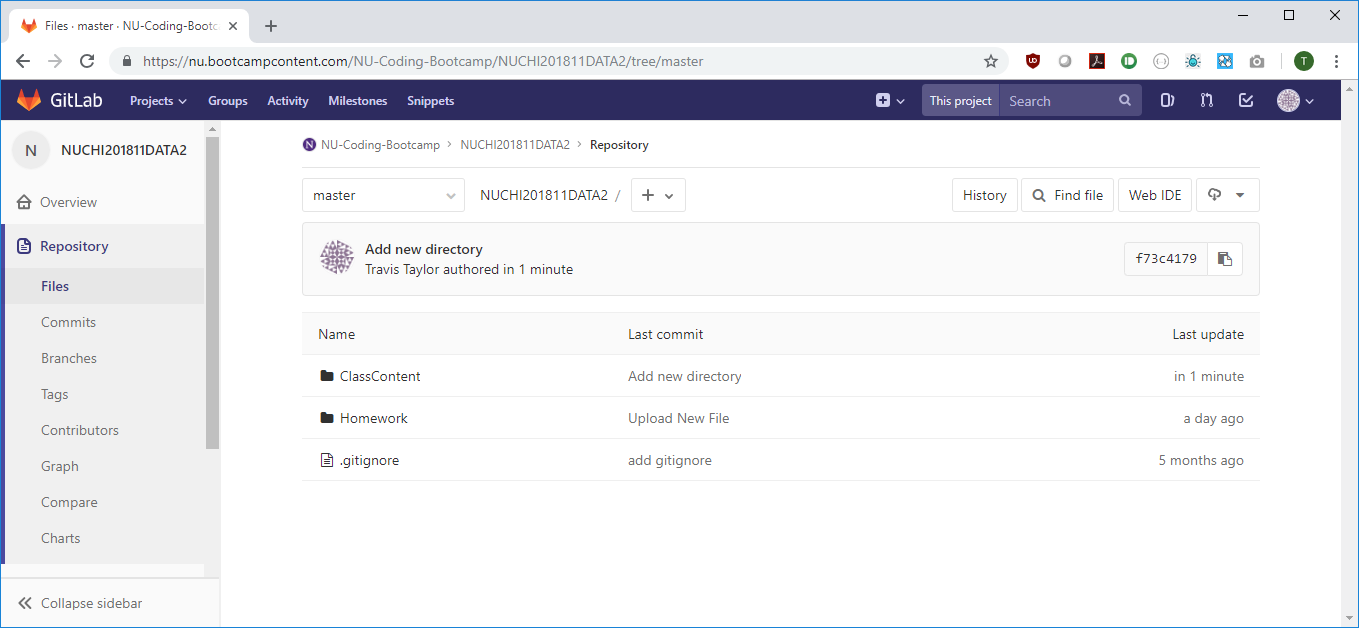 Files · master · NU-Coding-Bootc
https://nu.bootcampcontent.com/NU-Coding-Bootcamp/NUCHI201811DATA2/tree/master
T
GitLab Projects Groups Activity Milestones Snippets This project Search
N NUCHI201811DATA2
Overview
Repository
Files
Commits
Branches
Tags
Contributors
Graph
Compare
Charts
Collapse sidebar
N NU-Coding-Bootcamp > NUCHI201811DATA2 > Repository
master NUCHI201811DATA2 / + History Find file Web IDE
Add new directory
Travis Taylor authored in 1 minute
f73c4179
Name Last commit Last update
ClassContent Add new directory in 1 minute
Homework Upload New File a day ago
.gitignore add gitignore 5 months ago